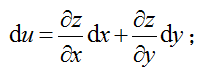 du = ∂z/∂x dx + ∂z/∂y dy ;